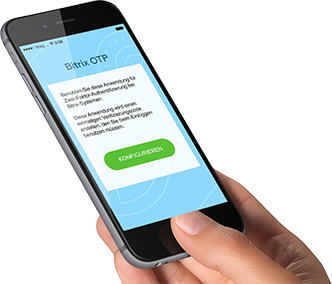 Bitrix OTP
Benutzen Sie diese Anwendung für
Zwei-Faktor-Authentifizierung bei
Bitrix-Systemen.
Diese Anwendung wird einen
einmaligen Verifizierungscode
erstellen, den Sie beim Einloggen
benutzen müssen.
KONFIGURIEREN